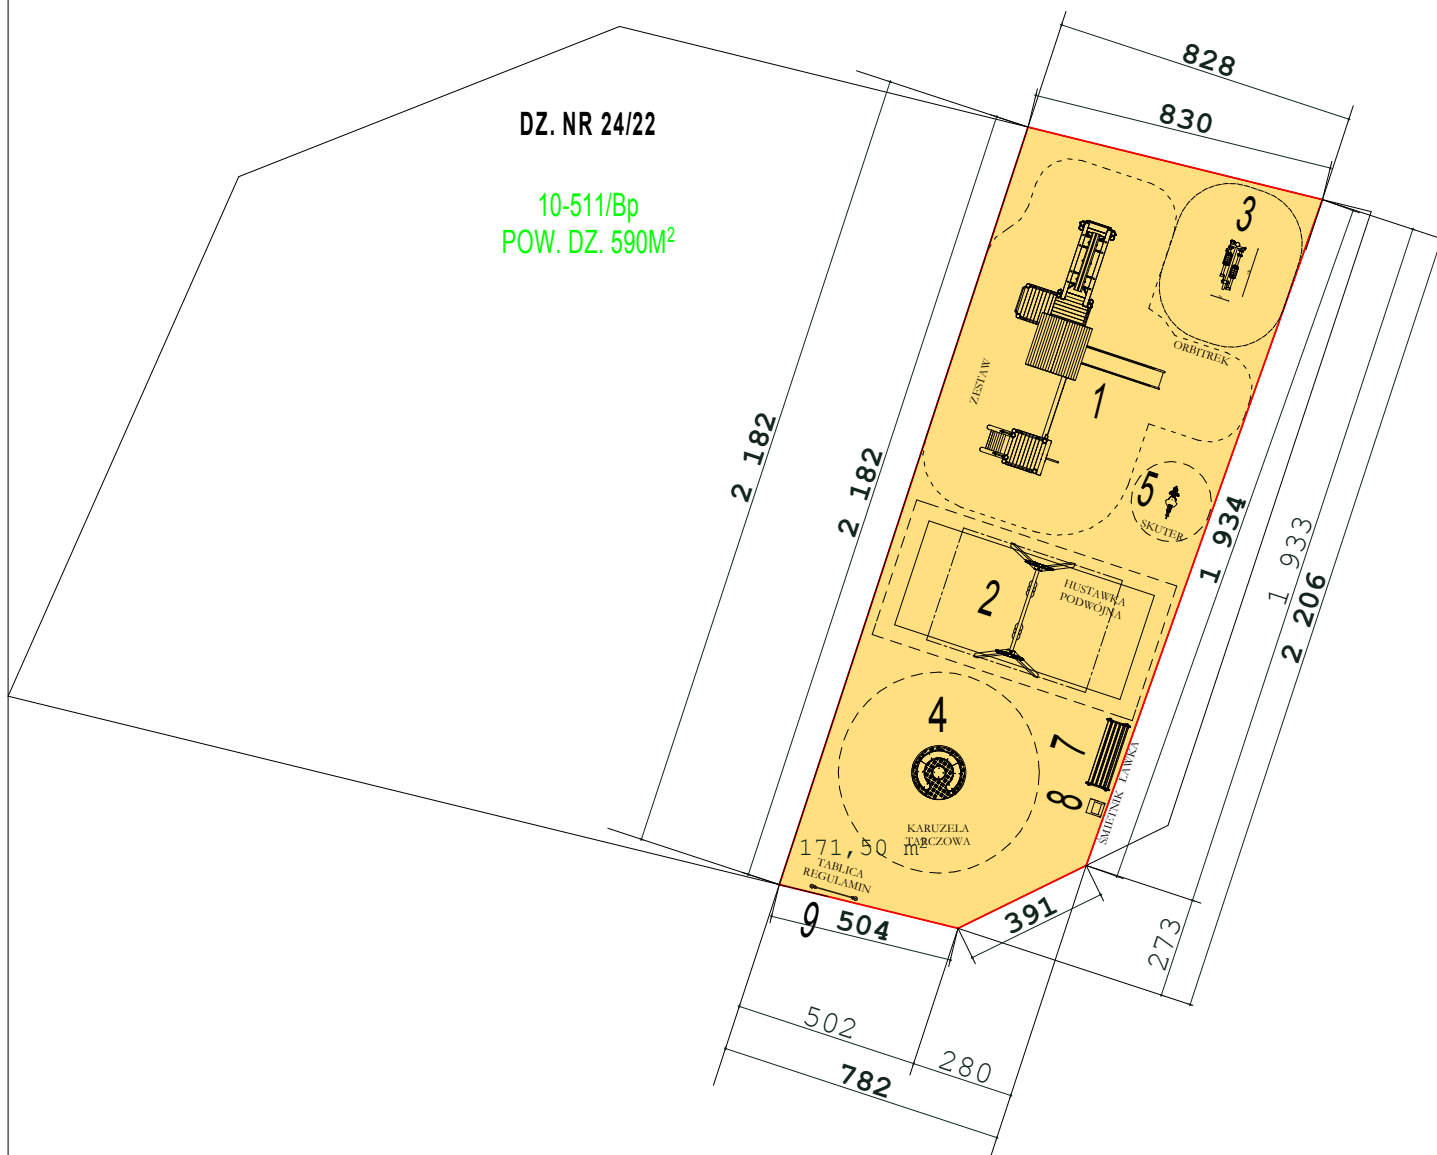 828
830
DZ. NR 24/22
10-511/Bp
POW. DZ. 590M²
3
ORBITREK
ZESTAW
1
2 182
2 182
5
SKUTER
1 934
1 933
2 206
2
HUSTAWKA
PODWÓJNA
4
7
8
ŚMIETNIK ŁAWKA
KARUZELA
TARCZOWA
171,50 m²
TABLICA
REGULAMIN
9
504
391
273
502
280
782